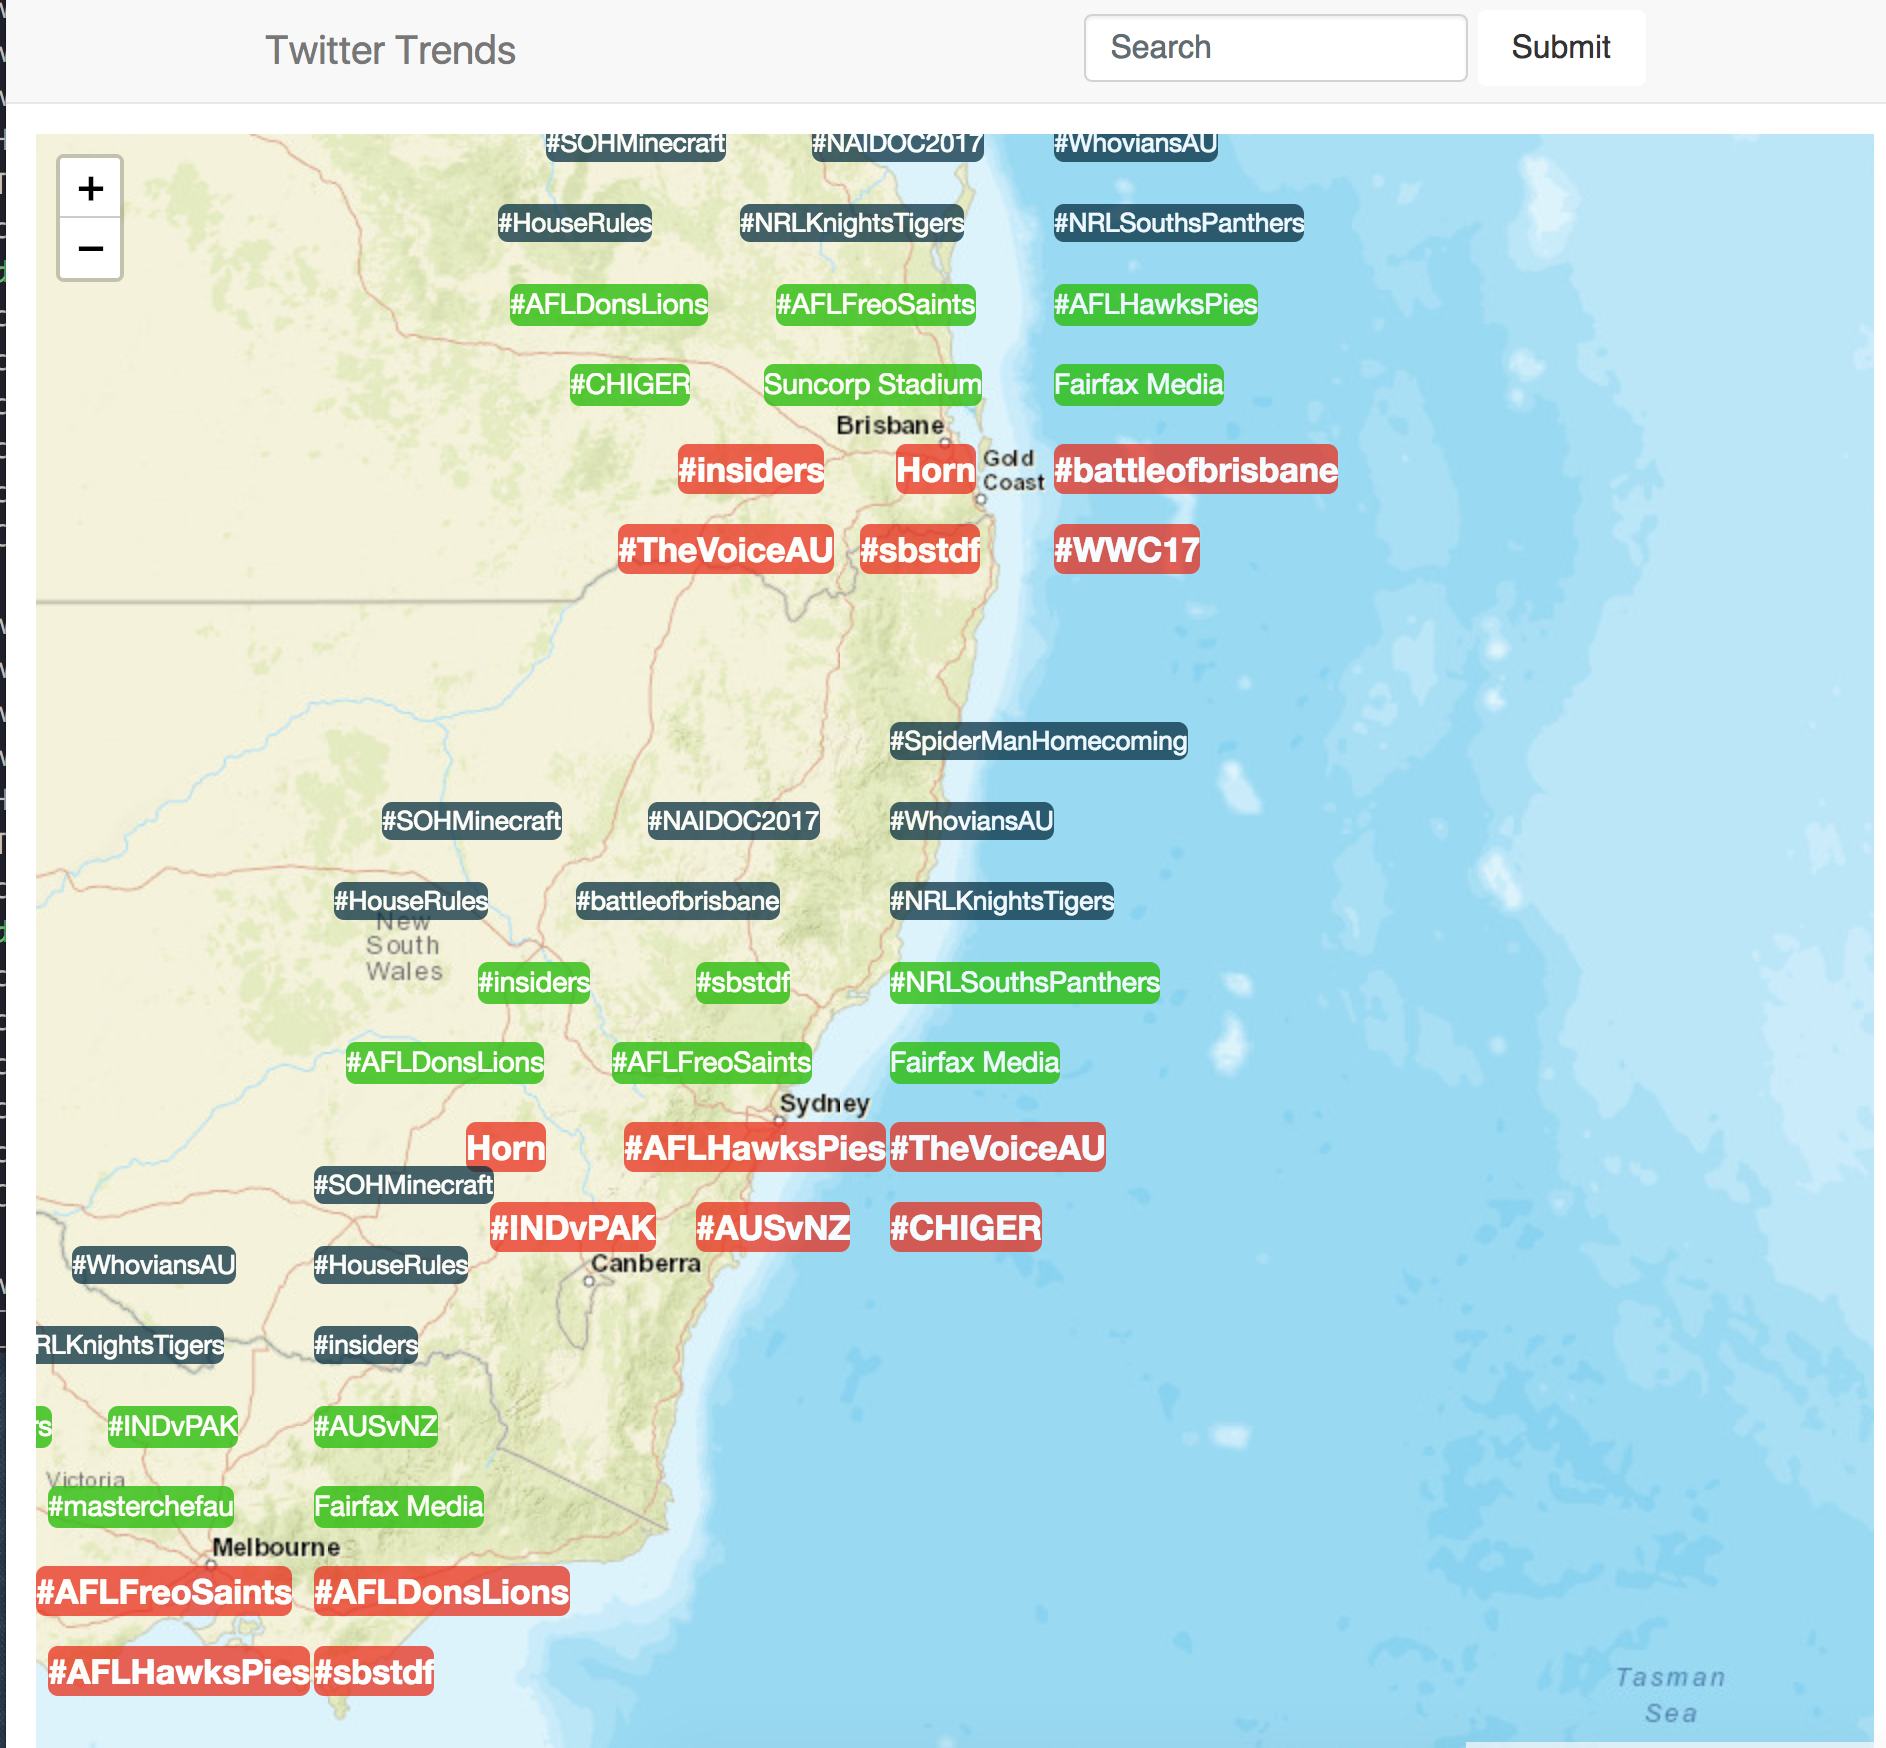 Twitter Trends Search Submit
+
−
#SOHMinecraft #NAIDOC2017 #WhoviansAU
#HouseRules #NRLKnightsTigers #NRLSouthsPanthers
#AFLDonsLions #AFLFreoSaints #AFLHawksPies
#CHIGER Suncorp Stadium Fairfax Media
Brisbane
#insiders Horn Gold Coast #battleofbrisbane
#TheVoiceAU #sbstdf #WWC17
#SpiderManHomecoming
#SOHMinecraft #NAIDOC2017 #WhoviansAU
#HouseRules #battleofbrisbane #NRLKnightsTigers
New
South
Wales
#insiders #sbstdf #NRLSouthsPanthers
#AFLDonsLions #AFLFreoSaints Fairfax Media
Sydney
Horn #AFLHawksPies #TheVoiceAU
#SOHMinecraft
#INDvPAK #AUSvNZ #CHIGER
#WhoviansAU #HouseRules Canberra
RLKnightsTigers #insiders
rs #INDvPAK #AUSvNZ
Victoria
#masterchefau Fairfax Media
Melbourne
#AFLFreoSaints #AFLDonsLions
#AFLHawksPies #sbstdf
Tasman
Sea